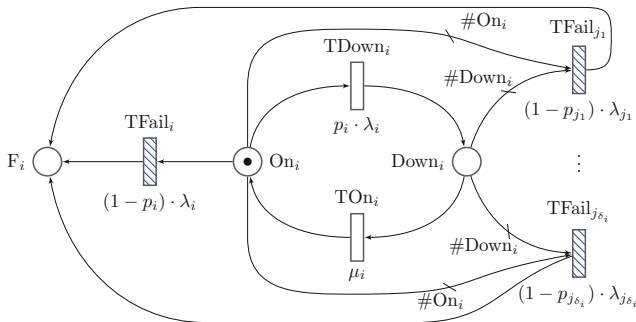 #On_i
TFail_{j_1}
TDown_i
#Down_i
p_i · λ_i
(1 − p_{j_1}) · λ_{j_1}
TFail_i
F_i
On_i
Down_i
⋮
(1 − p_i) · λ_i
TOn_i
TFail_{j_{δ_i}}
#Down_i
μ_i
#On_i
(1 − p_{j_{δ_i}}) · λ_{j_{δ_i}}